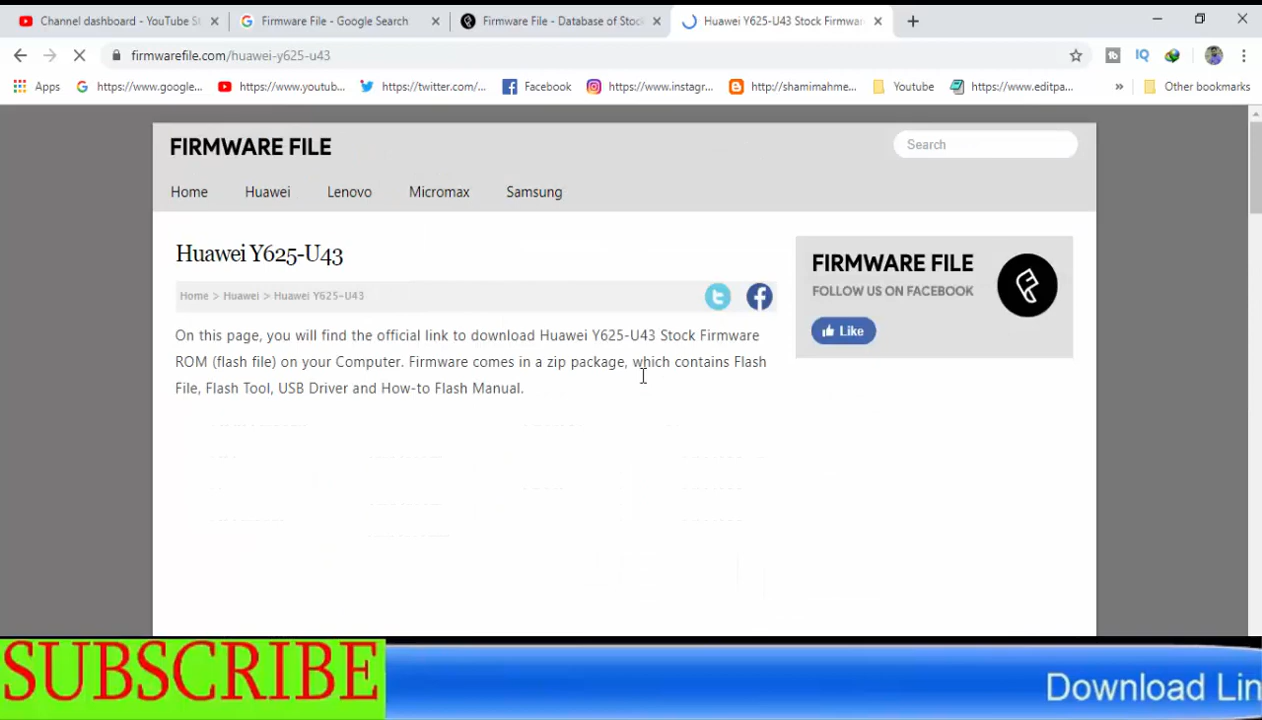 Channel dashboard - YouTube St
Firmware File - Google Search
Firmware File - Database of Stoc
Huawei Y625-U43 Stock Firmwar
firmwarefile.com/huawei-y625-u43
tb
IQ
Apps
https://www.google...
https://www.youtub...
https://twitter.com/...
Facebook
https://www.instagr...
http://shamimahme...
Youtube
https://www.editpa...
»
Other bookmarks
FIRMWARE FILE
Search
Home
Huawei
Lenovo
Micromax
Samsung
Huawei Y625-U43
Home > Huawei > Huawei Y625-U43
On this page, you will find the official link to download Huawei Y625-U43 Stock Firmware
ROM (flash file) on your Computer. Firmware comes in a zip package, which contains Flash
File, Flash Tool, USB Driver and How-to Flash Manual.
FIRMWARE FILE
FOLLOW US ON FACEBOOK
Like
SUBSCRIBE
Download Lin